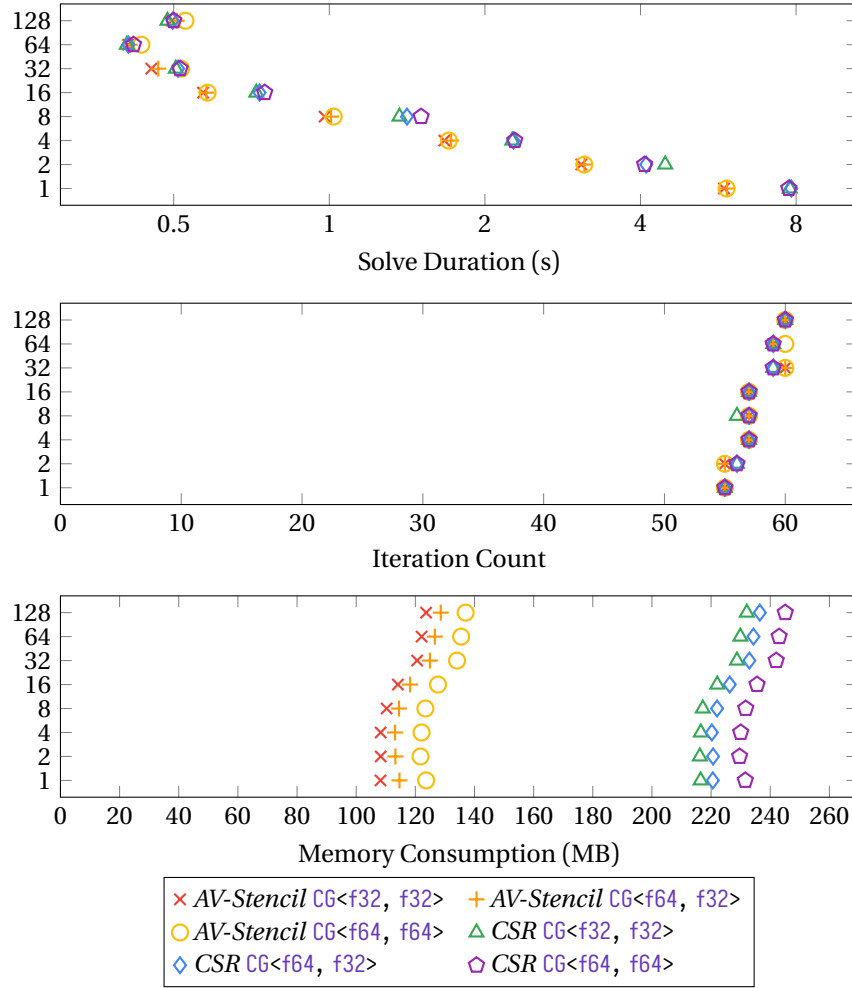 128
64
32
16
8
4
2
1
0.5 1 2 4 8
Solve Duration (s)
128
64
32
16
8
4
2
1
0 10 20 30 40 50 60
Iteration Count
128
64
32
16
8
4
2
1
0 20 40 60 80 100 120 140 160 180 200 220 240 260
Memory Consumption (MB)
AV-Stencil CG<f32, f32> AV-Stencil CG<f64, f32>
AV-Stencil CG<f64, f64> CSR CG<f32, f32>
CSR CG<f64, f32> CSR CG<f64, f64>